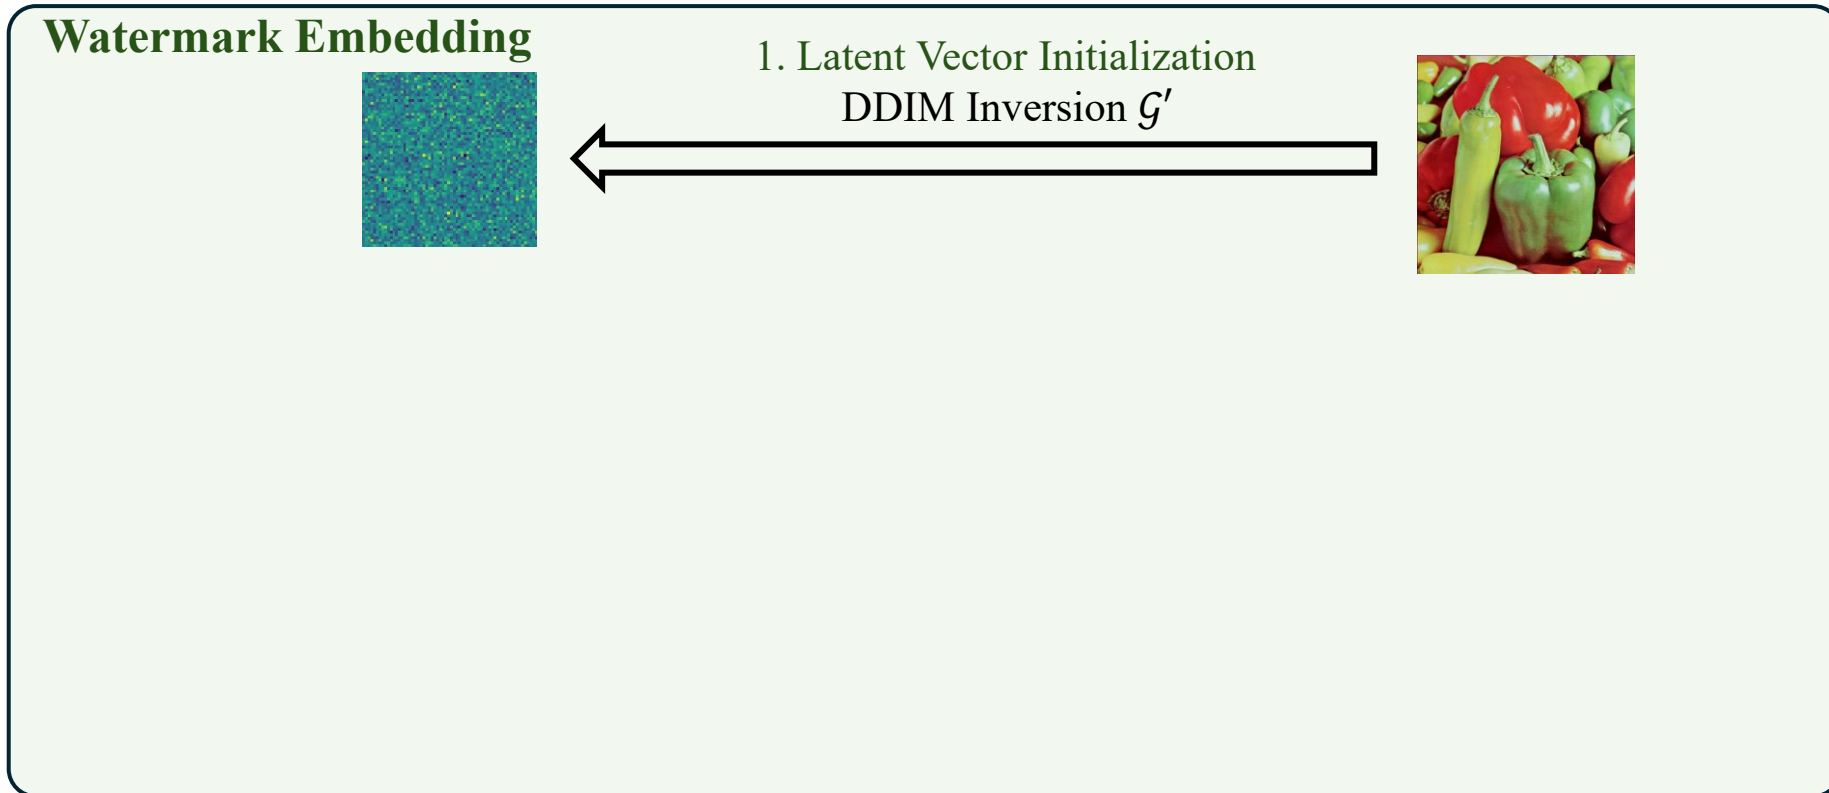 Watermark Embedding
1. Latent Vector Initialization
DDIM Inversion 𝒢′